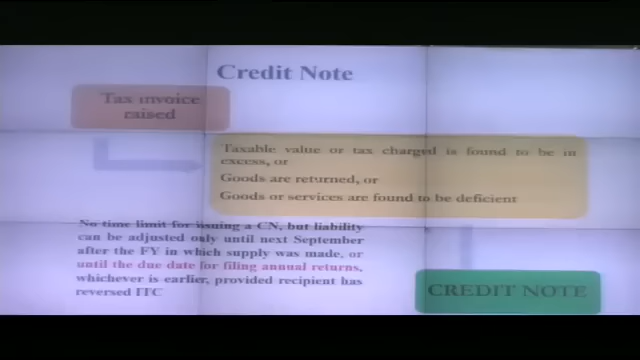 Credit Note
Tax invoice
raised
Taxable value or tax charged is found to be in
excess, or
Goods are returned, or
Goods or services are found to be deficient
No time limit for issuing a CN, but liability
can be adjusted only until next September
after the FY in which supply was made, or
until the due date for filing annual returns,
whichever is earlier, provided recipient has
reversed ITC
CREDIT NOTE